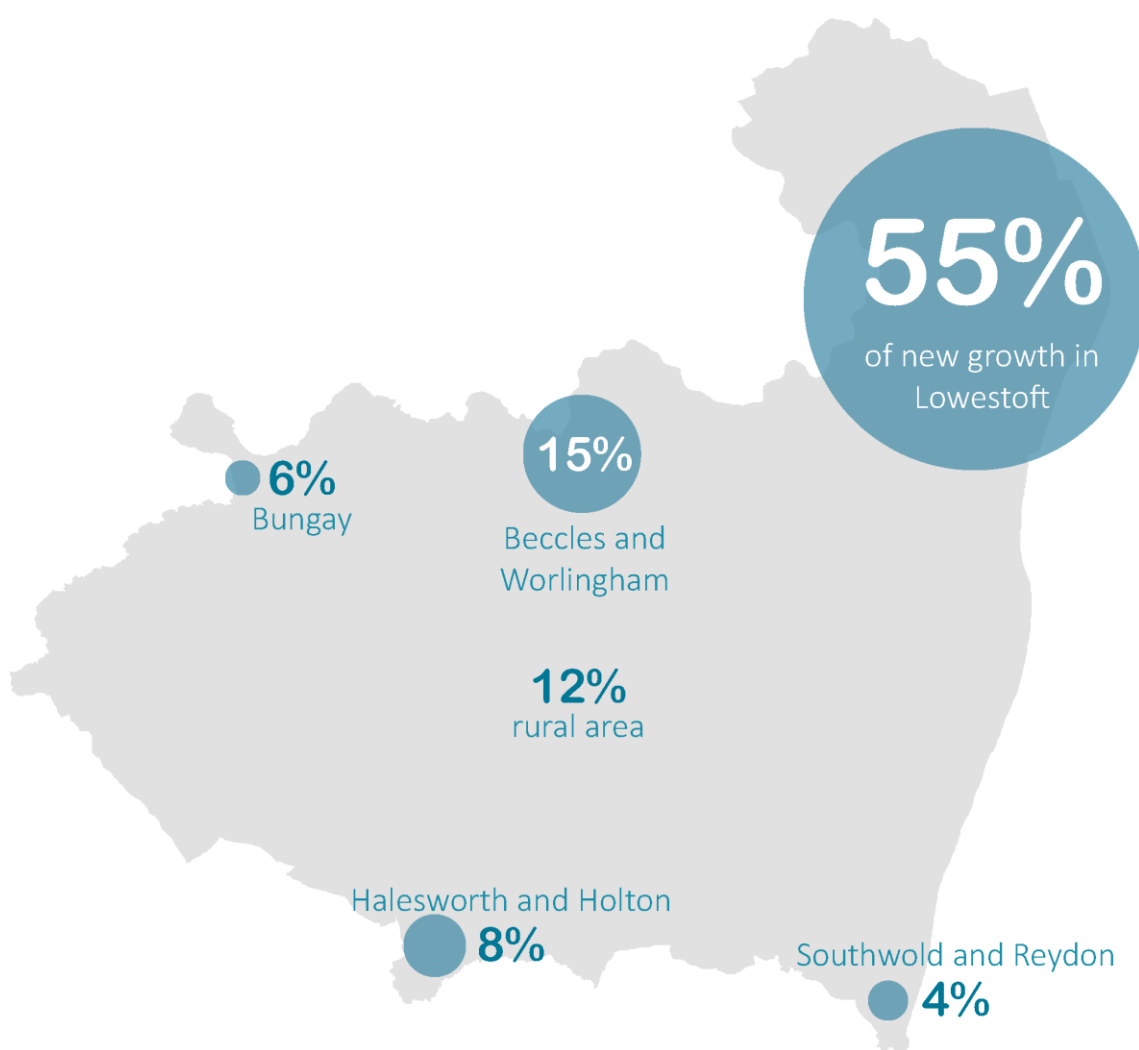 55%
of new growth in
Lowestoft
6%
Bungay
15%
Beccles and
Worlingham
12%
rural area
Halesworth and Holton
8%
Southwold and Reydon
4%